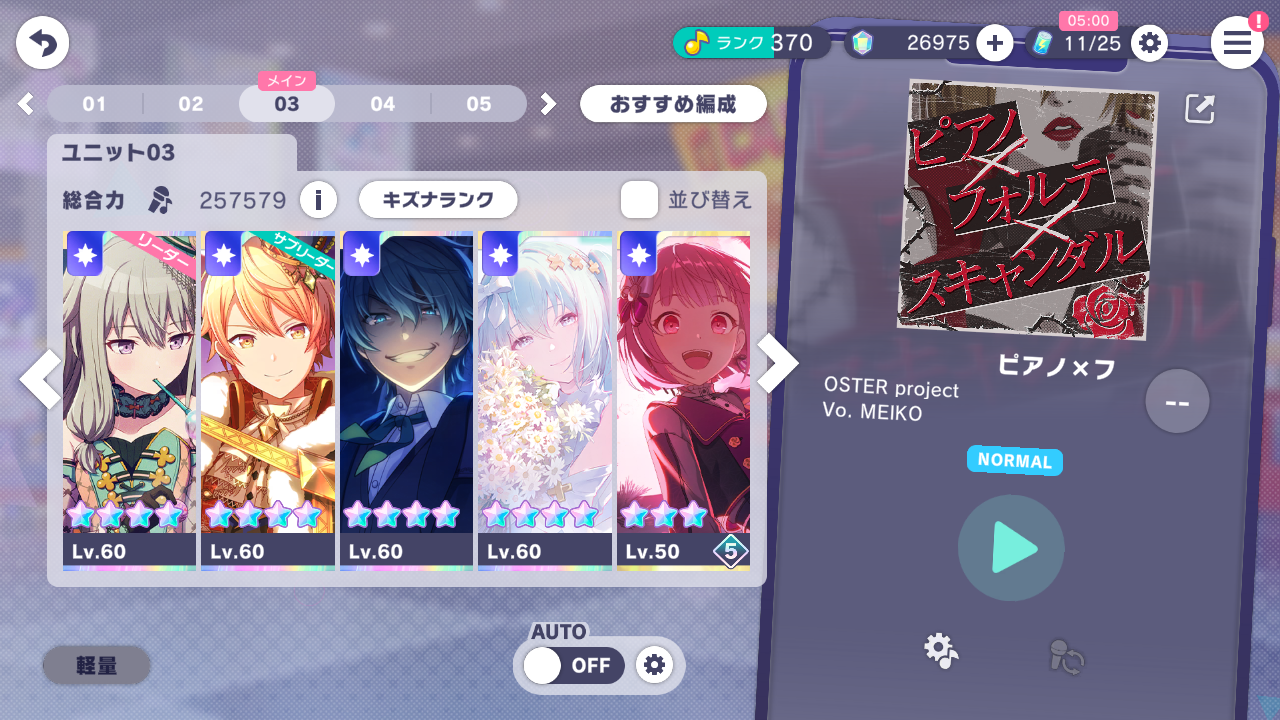 05:00
ランク 370
26975
11/25
メイン
01 02 03 04 05
おすすめ編成
ユニット03
総合力 257579
キズナランク
並び替え
リーダー
サブリーダー
Lv.60
Lv.60
Lv.60
Lv.60
Lv.50
5
軽量
AUTO
OFF
ピアノ
×
フォルテ
×
スキャンダル
ピアノ×フ
OSTER project
Vo. MEIKO
--
NORMAL